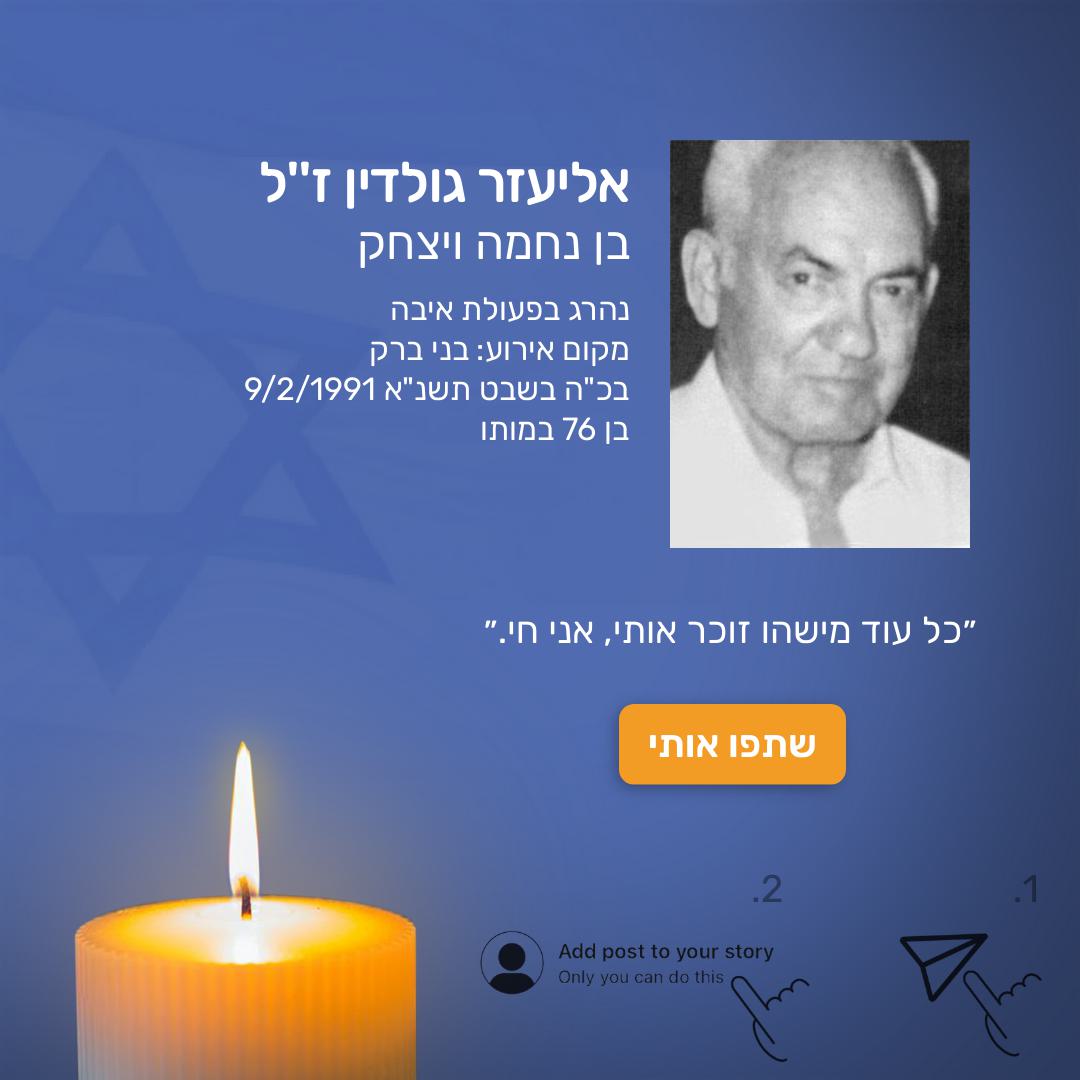 אליעזר גולדין ז"ל
בן נחמה ויצחק
נהרג בפעולת איבה
מקום אירוע: בני ברק
בכ"ה בשבט תשנ"א 9/2/1991
בן 76 במותו
״כל עוד מישהו זוכר אותי, אני חי.״
שתפו אותי
.1
.2
Add post to your story
Only you can do this